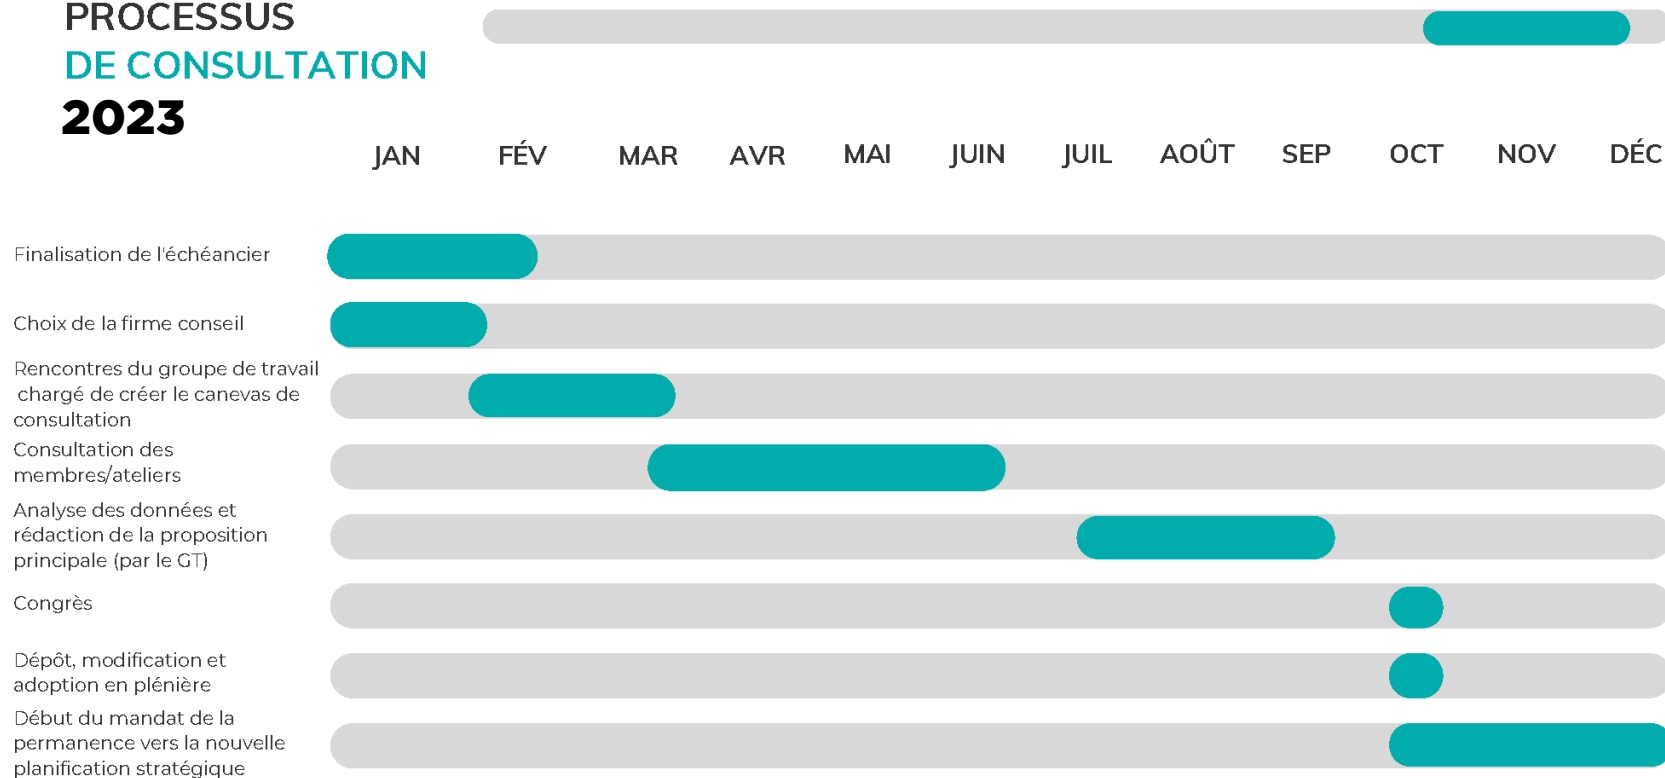 PROCESSUS
DE CONSULTATION
2023
JAN FÉV MAR AVR MAI JUIN JUIL AOÛT SEP OCT NOV DÉC
Finalisation de l'échéancier
Choix de la firme conseil
Rencontres du groupe de travail
chargé de créer le canevas de
consultation
Consultation des
membres/ateliers
Analyse des données et
rédaction de la proposition
principale (par le GT)
Congrès
Dépôt, modification et
adoption en plénière
Début du mandat de la
permanence vers la nouvelle
planification stratégique